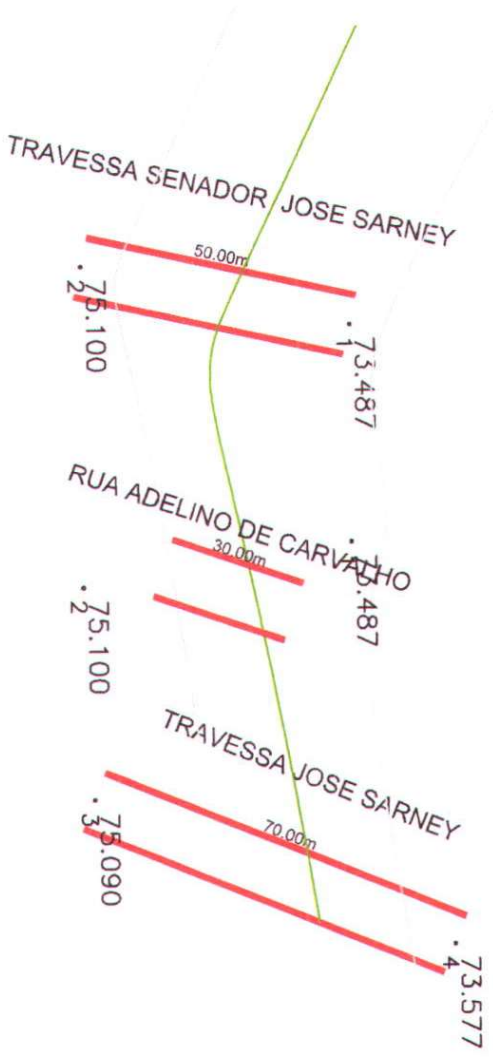 TRAVESSA SENADOR JOSE SARNEY
50.00m
75.100
2
73.487
1
RUA ADELINO DE CARVALHO
30.00m
.487
75.100
2
TRAVESSA JOSE SARNEY
70.00m
75.090
3
73.577
4